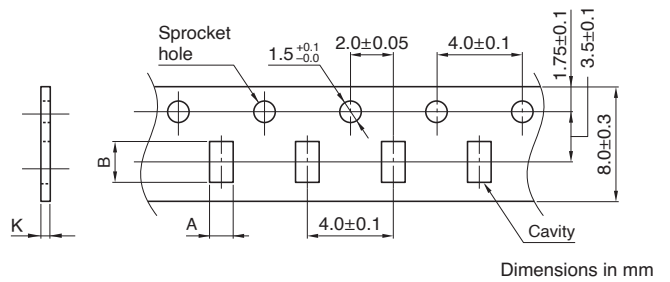 Sprocket
hole
1.5 +0.1 −0.0
2.0±0.05
4.0±0.1
1.75±0.1
3.5±0.1
8.0±0.3
B
K
A
4.0±0.1
Cavity
Dimensions in mm